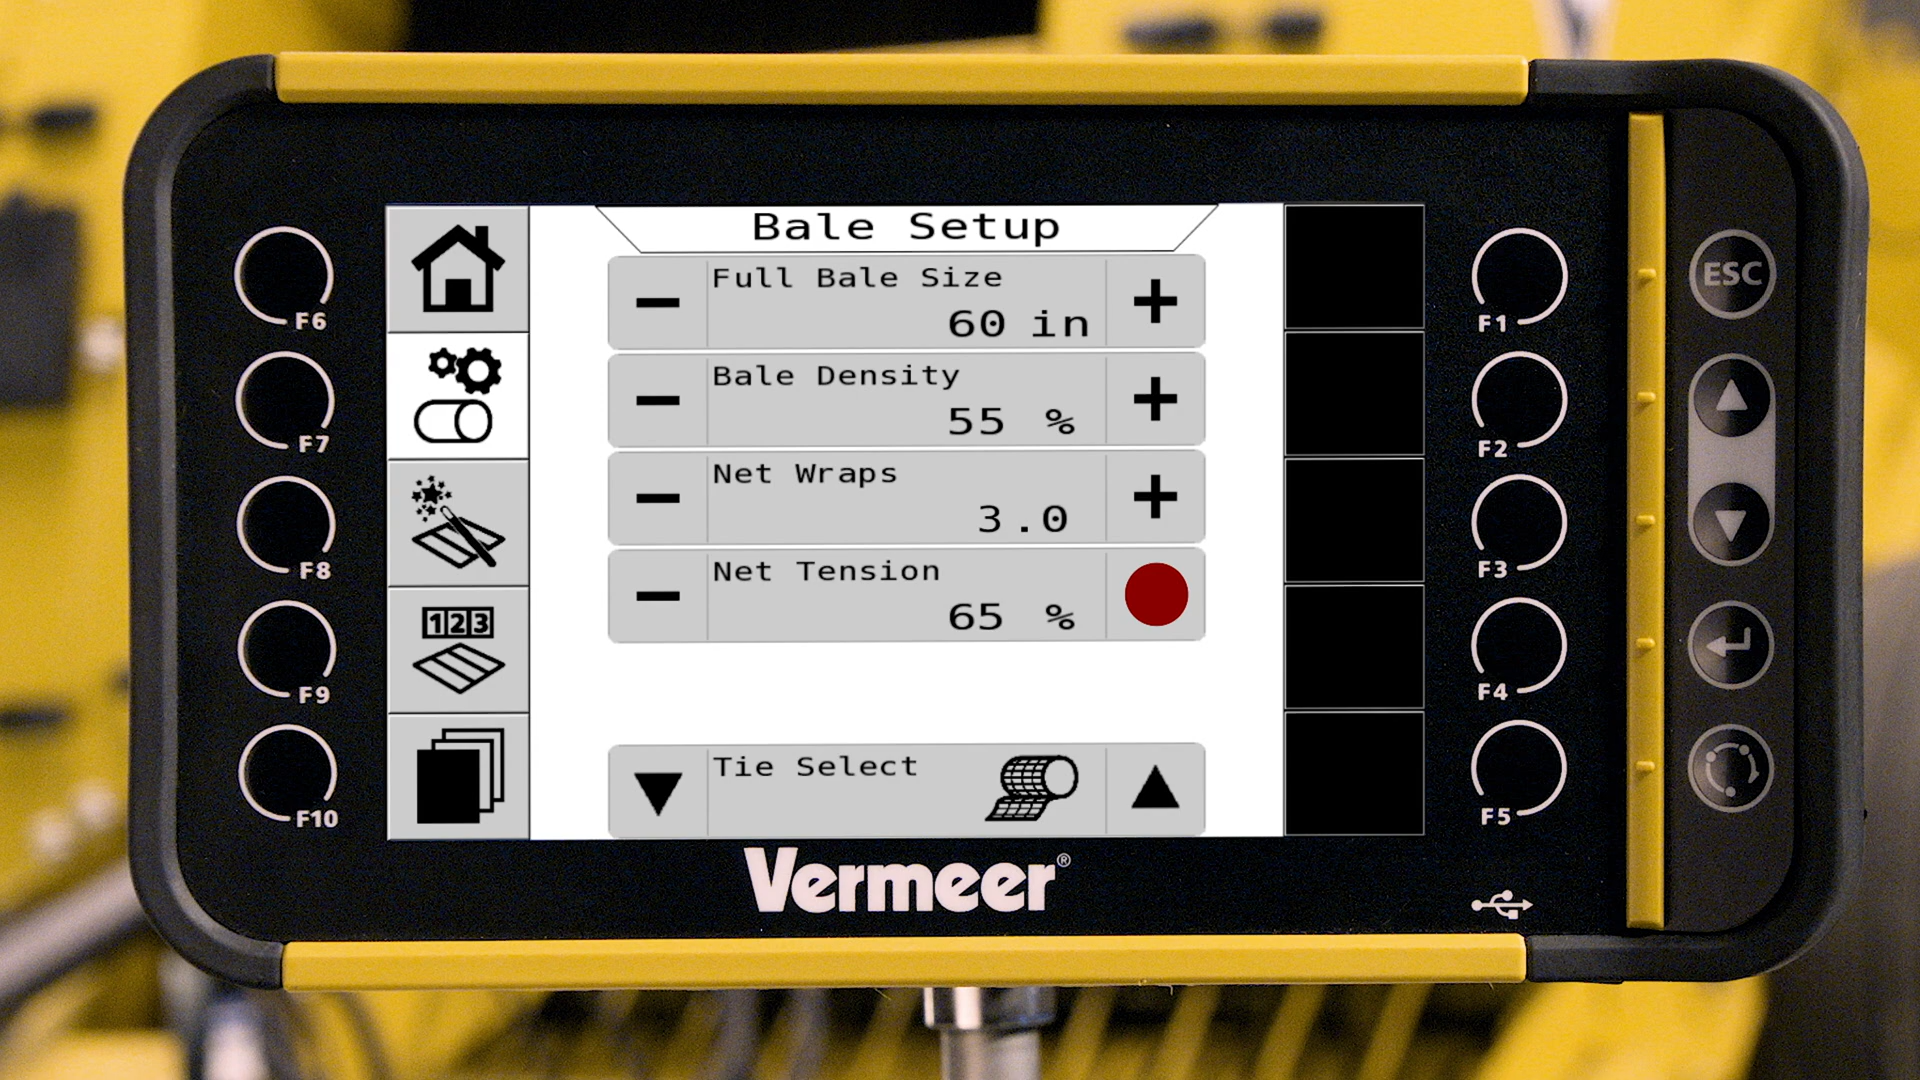 Bale Setup
Full Bale Size
− 60 in +
Bale Density
− 55 % +
Net Wraps
− 3.0 +
Net Tension
− 65 %
Tie Select
123
F6
F7
F8
F9
F10
F1
F2
F3
F4
F5
ESC
Vermeer®